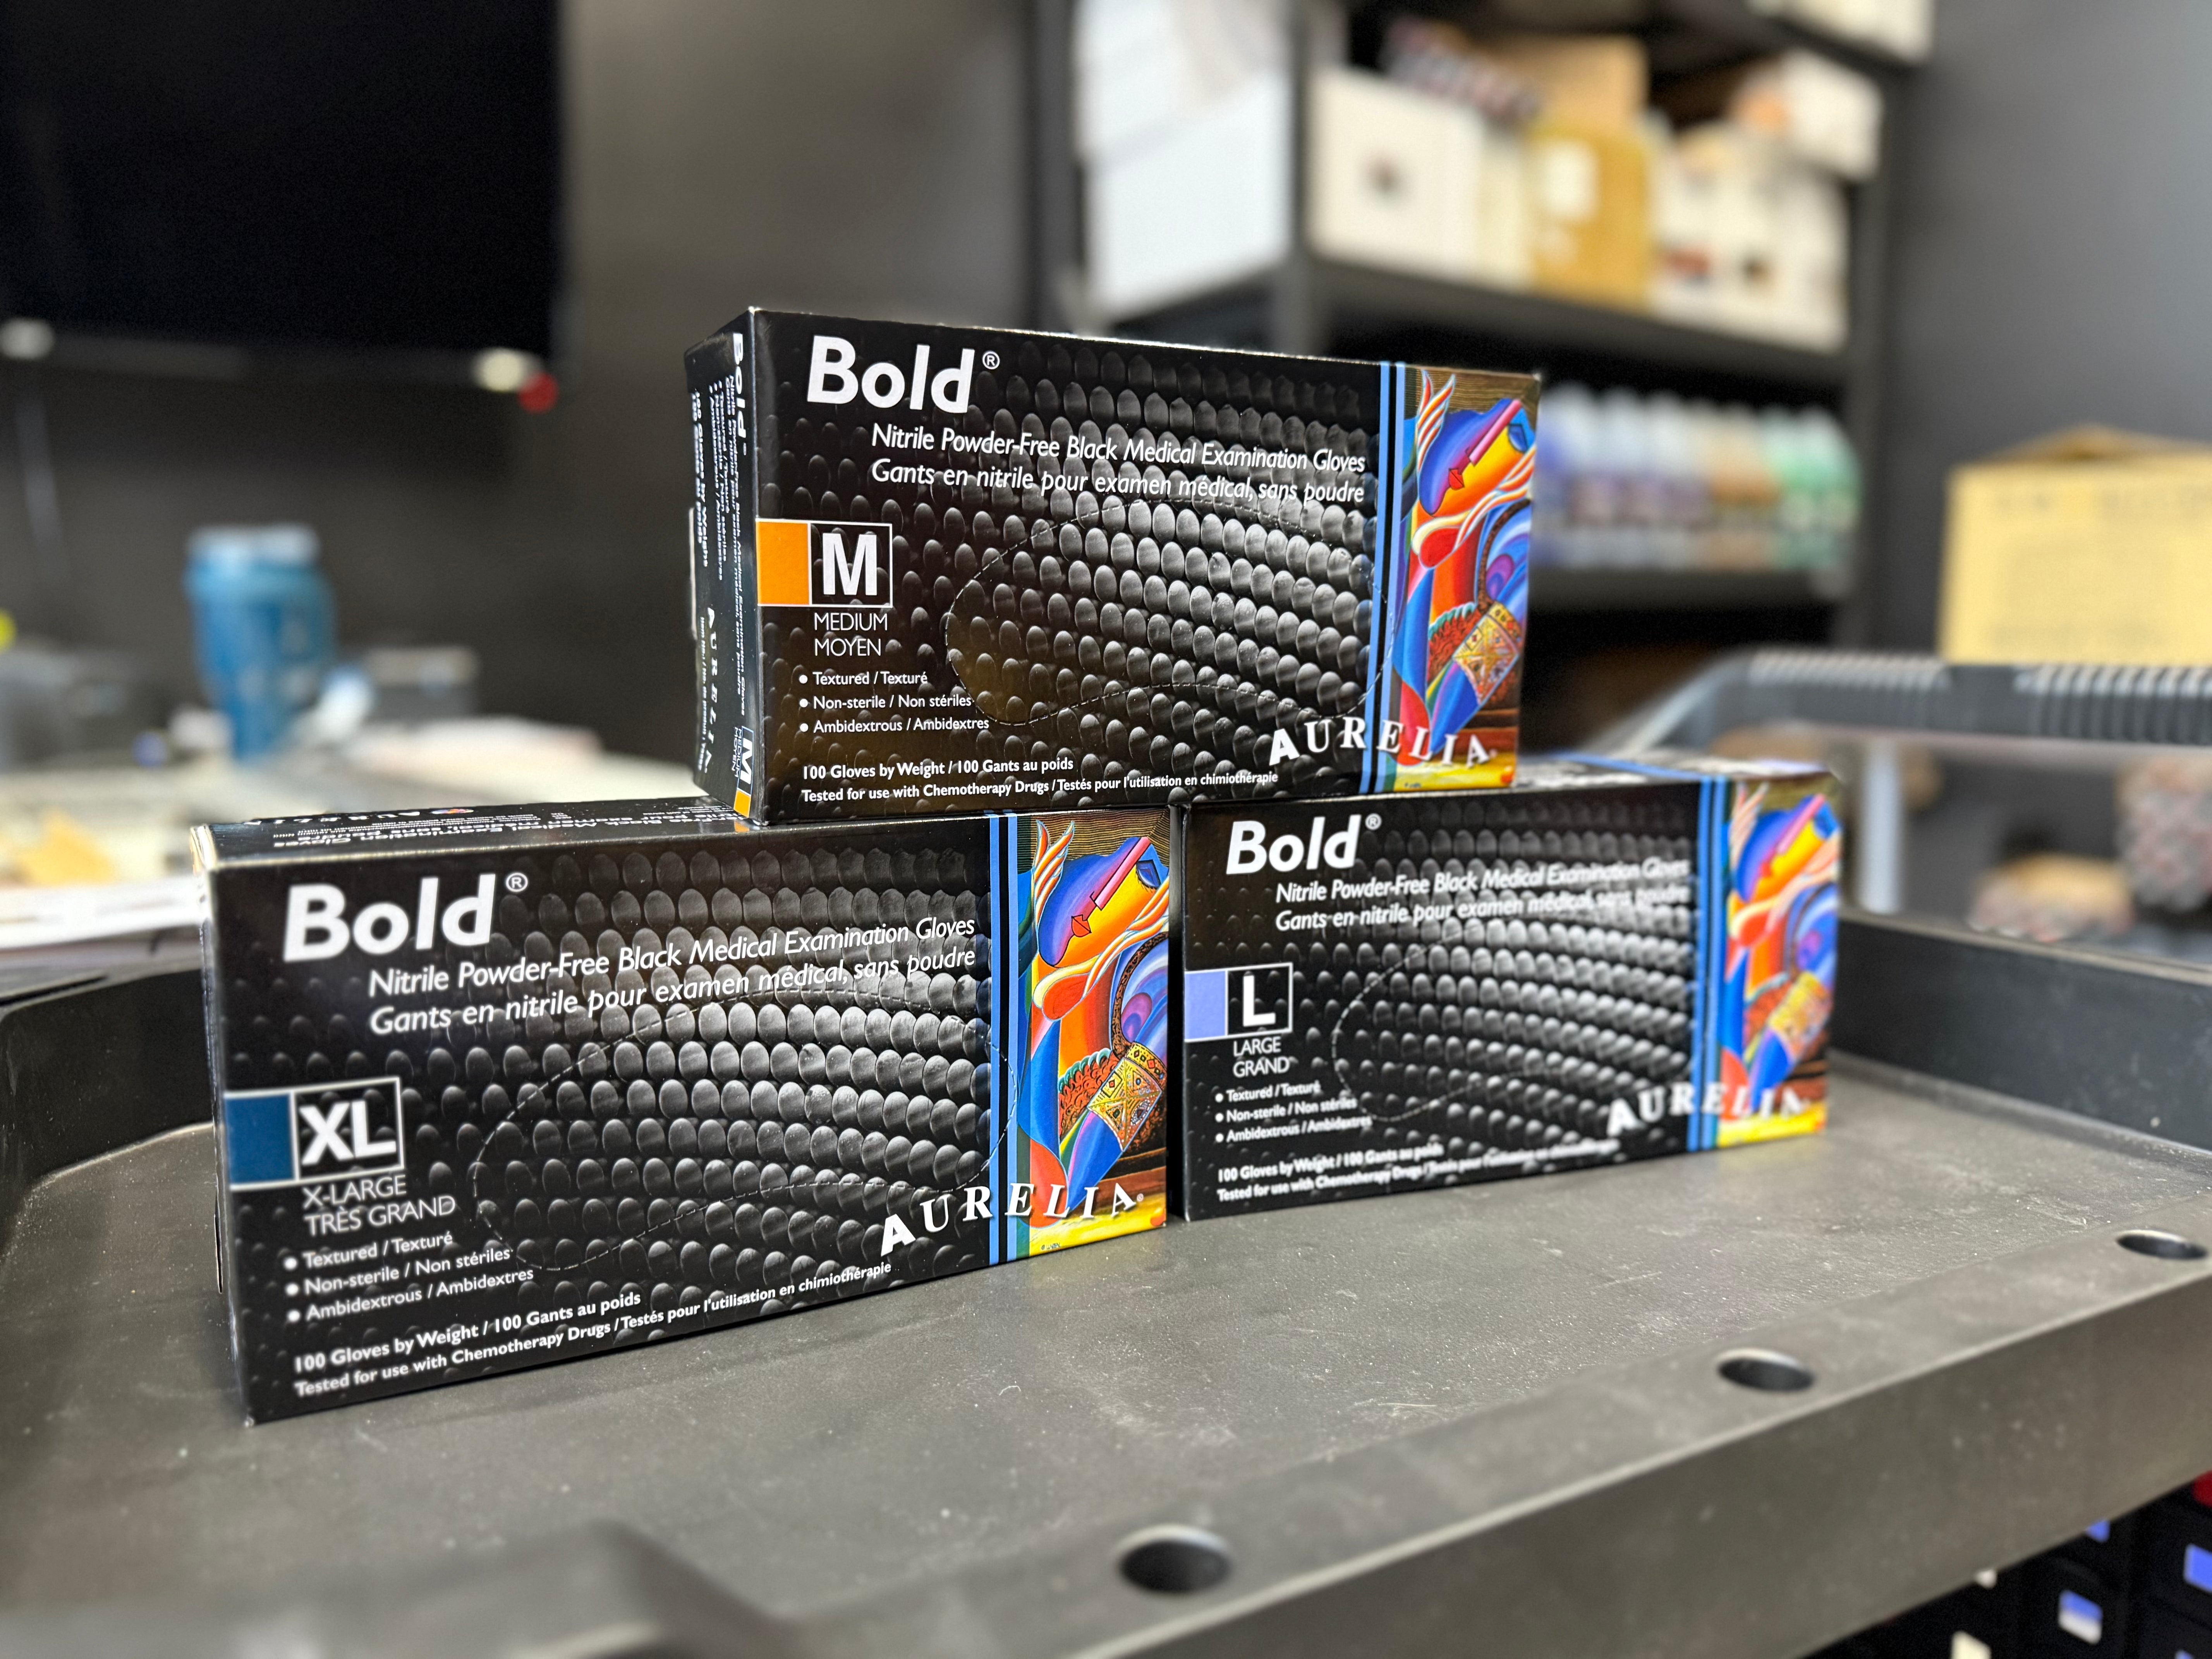 Bold®
Nitrile Powder-Free Black Medical Examination Gloves
Gants en nitrile pour examen médical, sans poudre
M
MEDIUM
MOYEN
• Textured / Texturé
• Non-sterile / Non stériles
• Ambidextrous / Ambidextres
AURELIA®
100 Gloves by Weight / 100 Gants au poids
Tested for use with Chemotherapy Drugs / Testés pour l'utilisation en chimiothérapie
Bold
AURELIA
M
MEDIUM
MOYEN
Bold®
Nitrile Powder-Free Black Medical Examination Gloves
Gants en nitrile pour examen médical, sans poudre
XL
X-LARGE
TRÈS GRAND
• Textured / Texturé
• Non-sterile / Non stériles
• Ambidextrous / Ambidextres
AURELIA®
100 Gloves by Weight / 100 Gants au poids
Tested for use with Chemotherapy Drugs / Testés pour l'utilisation en chimiothérapie
Bold®
Nitrile Powder-Free Black Medical Examination Gloves
Gants en nitrile pour examen médical, sans poudre
L
LARGE
GRAND
• Textured / Texturé
• Non-sterile / Non stériles
• Ambidextrous / Ambidextres
AURELIA
100 Gloves by Weight / 100 Gants au poids
Tested for use with Chemotherapy Drugs / Testés pour l'utilisation en chimiothérapie